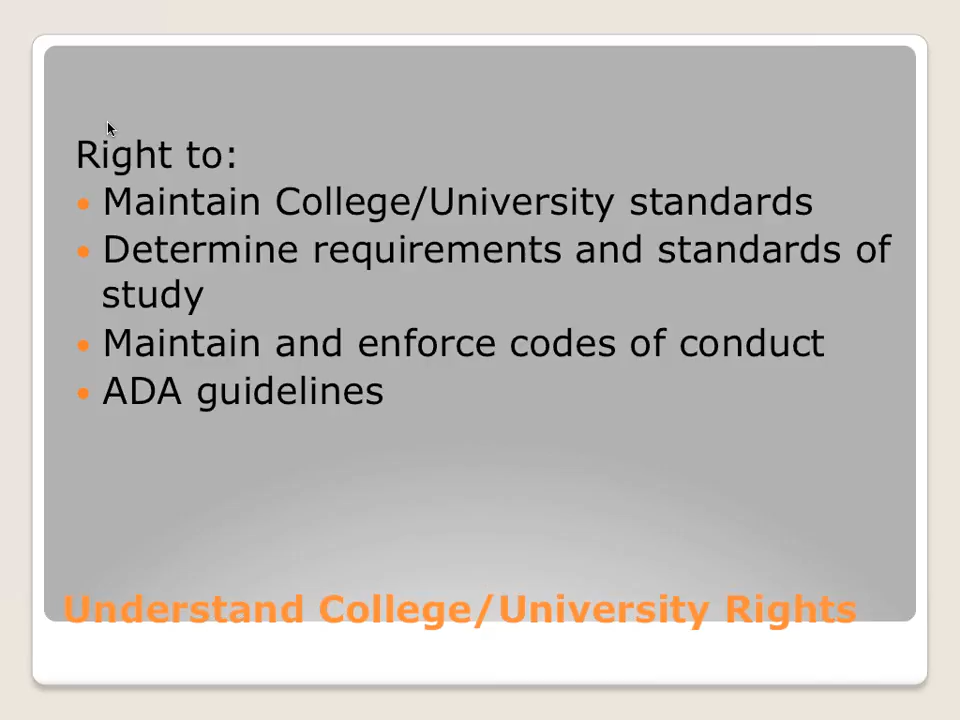 Right to:
• Maintain College/University standards
• Determine requirements and standards of
study
• Maintain and enforce codes of conduct
• ADA guidelines
Understand College/University Rights